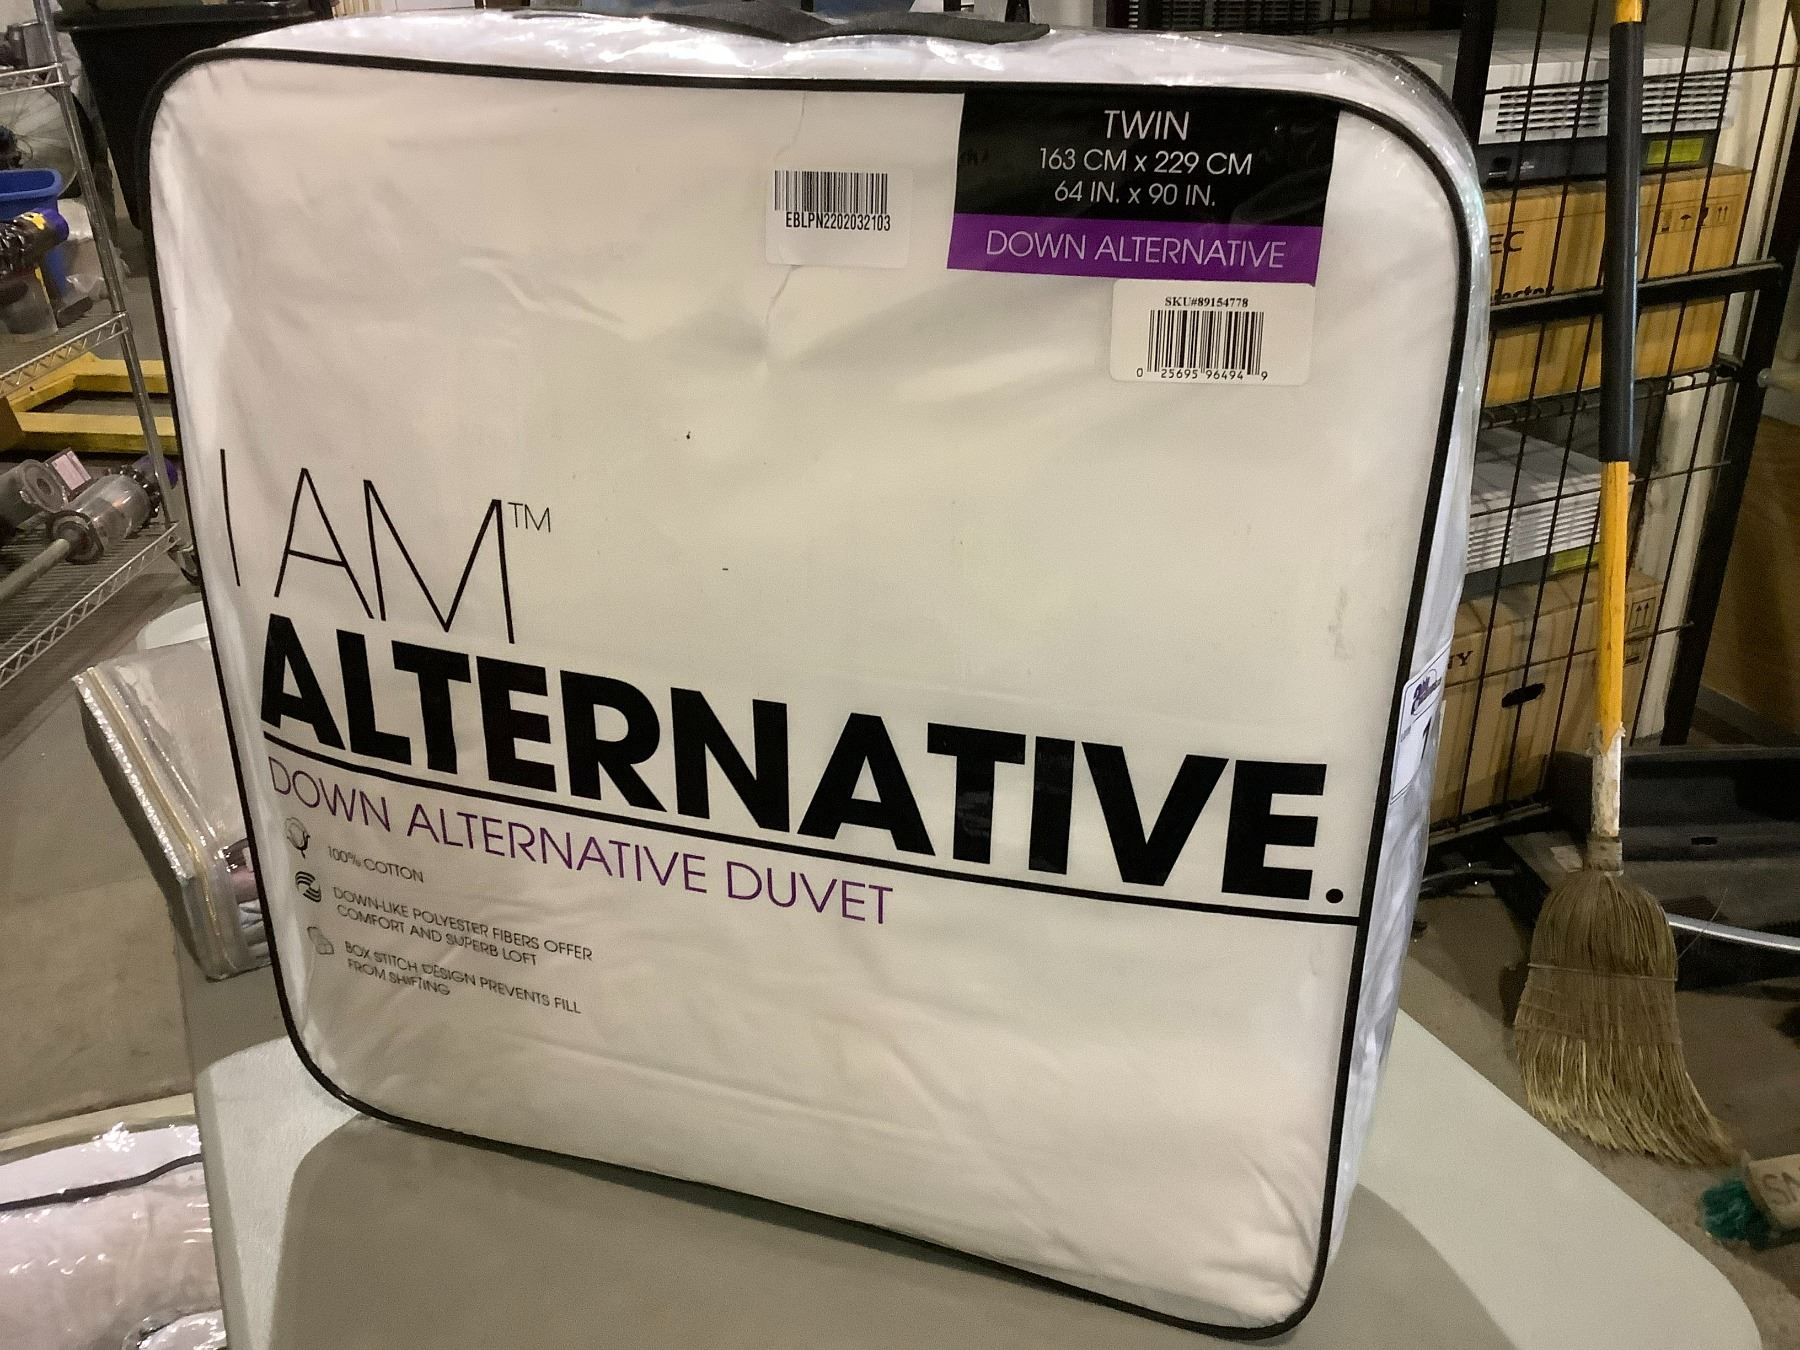 TWIN
163 CM x 229 CM
64 IN. x 90 IN.
DOWN ALTERNATIVE
EBLPN2202032103
SKU#89154778
0 25695 96494 9
I AM™
ALTERNATIVE.
DOWN ALTERNATIVE DUVET
100% COTTON
DOWN-LIKE POLYESTER FIBERS OFFER
COMFORT AND SUPERB LOFT
BOX STITCH DESIGN PREVENTS FILL
FROM SHIFTING